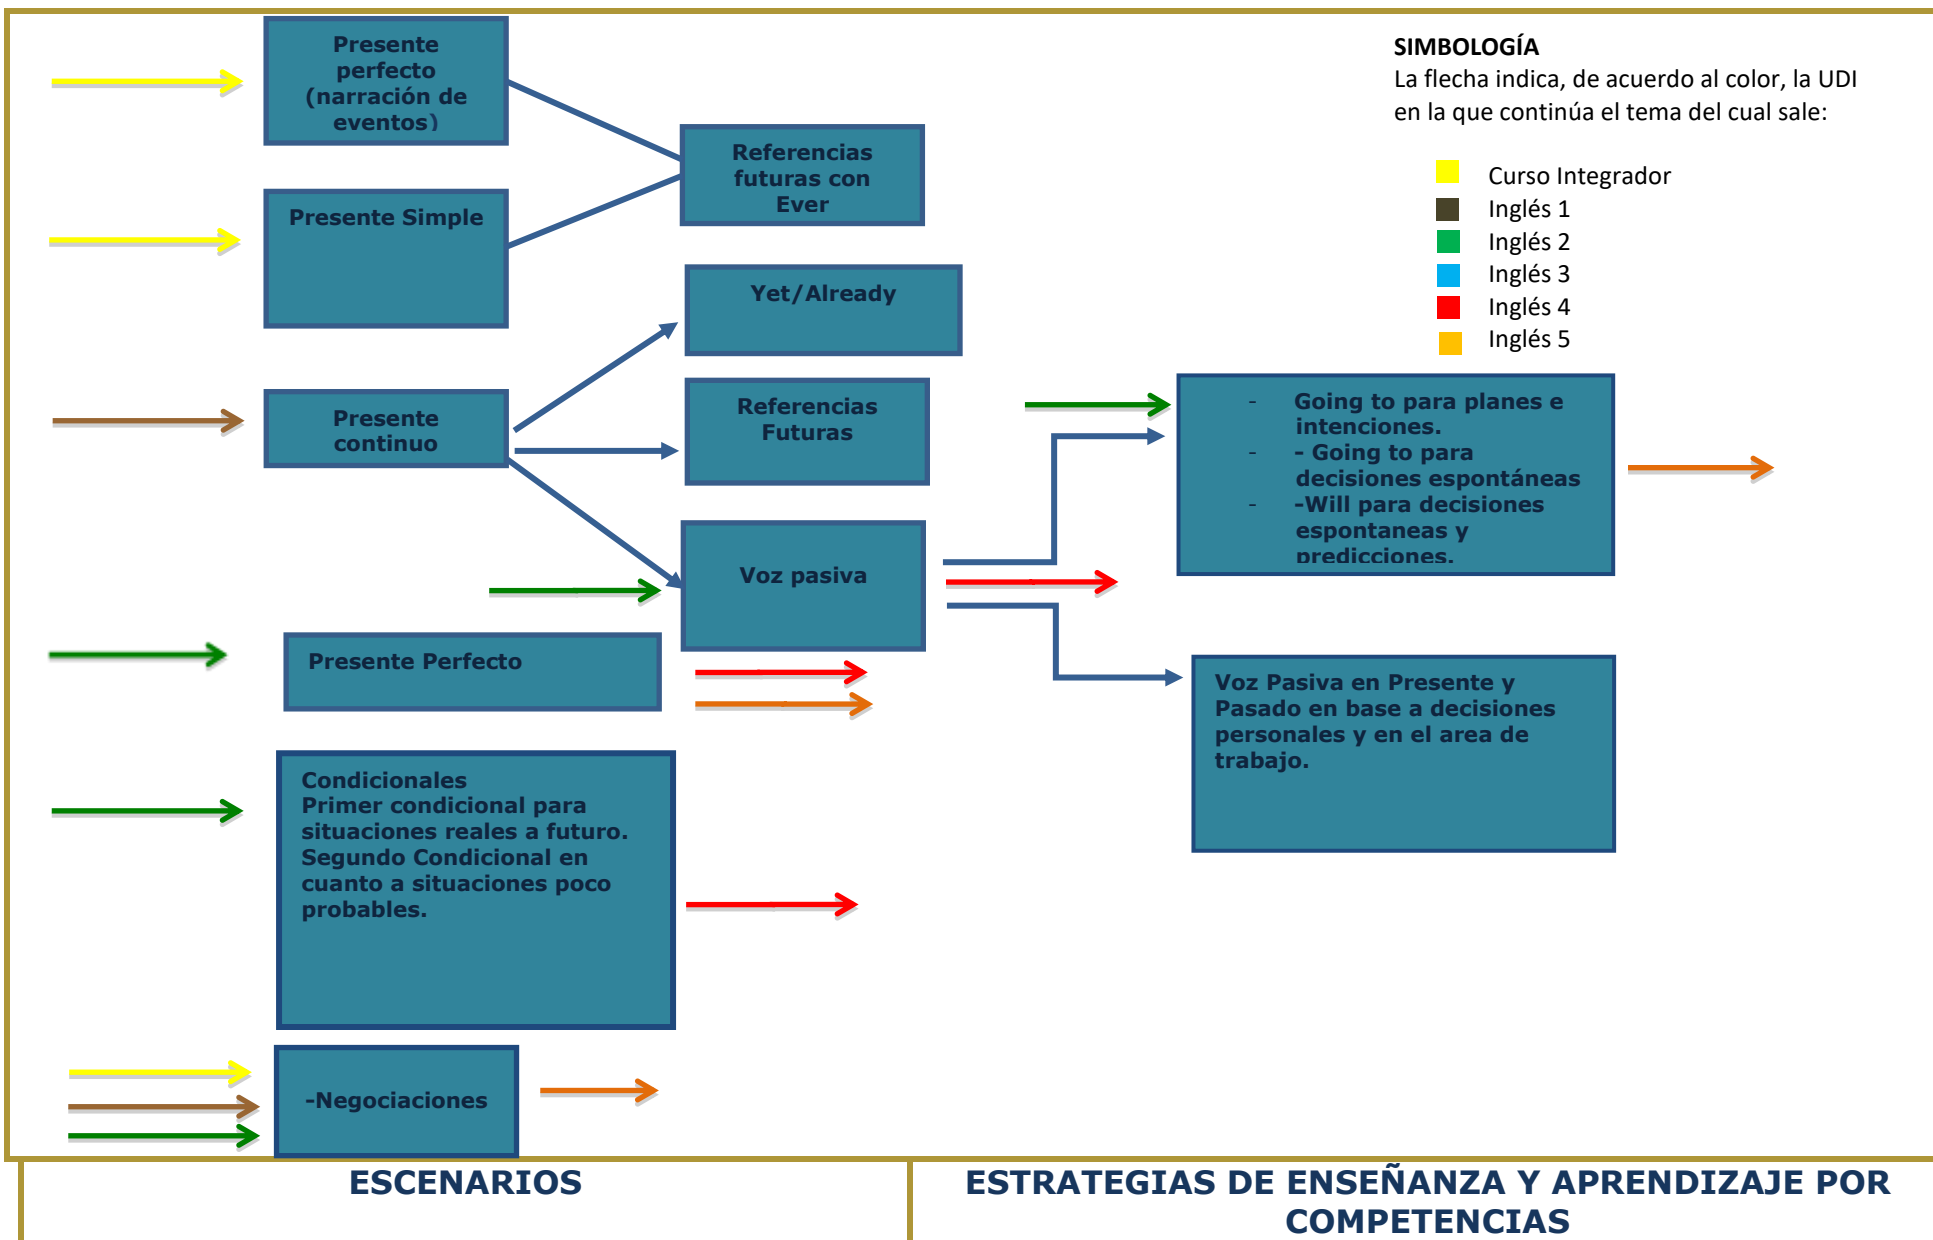 Presente
perfecto
(narración de
eventos)
SIMBOLOGÍA
La flecha indica, de acuerdo al color, la UDI
en la que continúa el tema del cual sale:
Curso Integrador
Inglés 1
Inglés 2
Inglés 3
Inglés 4
Inglés 5
Referencias
futuras con
Ever
Presente Simple
Yet/Already
Presente
continuo
Referencias
Futuras
- Going to para planes e
intenciones.
- - Going to para
decisiones espontáneas
- -Will para decisiones
espontaneas y
predicciones.
Voz pasiva
Presente Perfecto
Voz Pasiva en Presente y
Pasado en base a decisiones
personales y en el area de
trabajo.
Condicionales
Primer condicional para
situaciones reales a futuro.
Segundo Condicional en
cuanto a situaciones poco
probables.
-Negociaciones
ESCENARIOS
ESTRATEGIAS DE ENSEÑANZA Y APRENDIZAJE POR
COMPETENCIAS